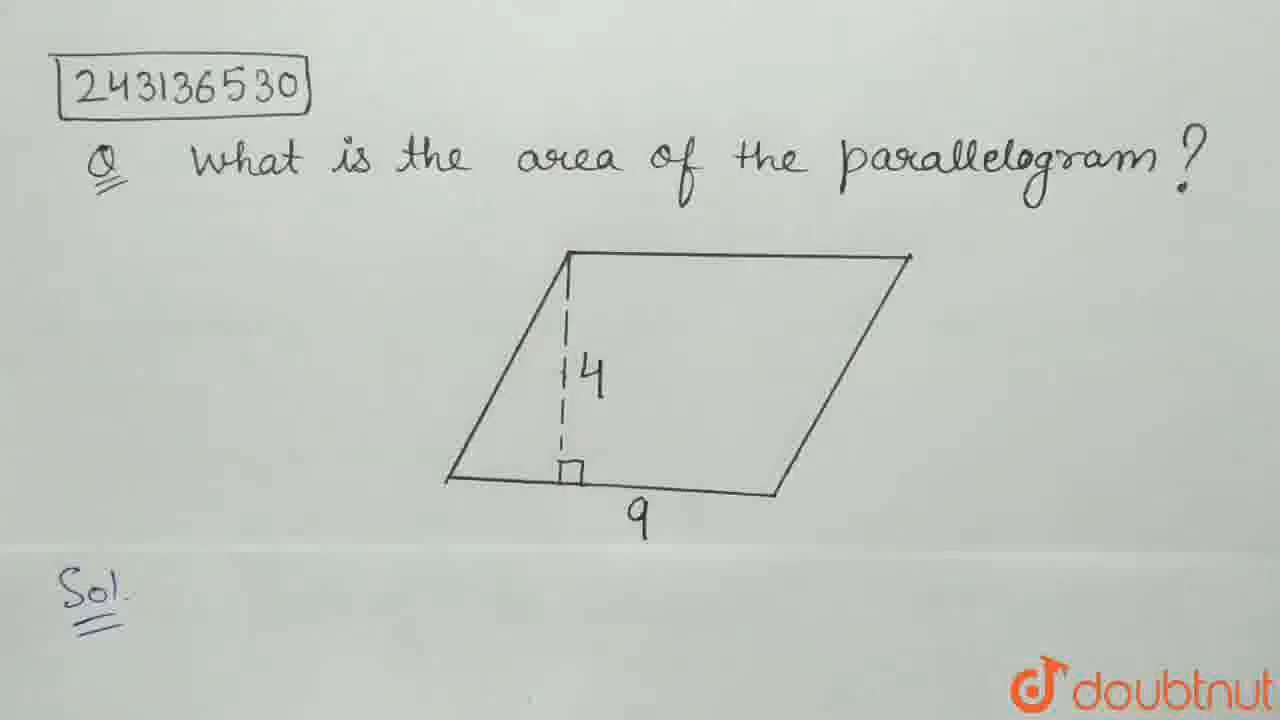 243136530
Q What is the area of the parallelogram?
4
9
Sol.
doubtnut